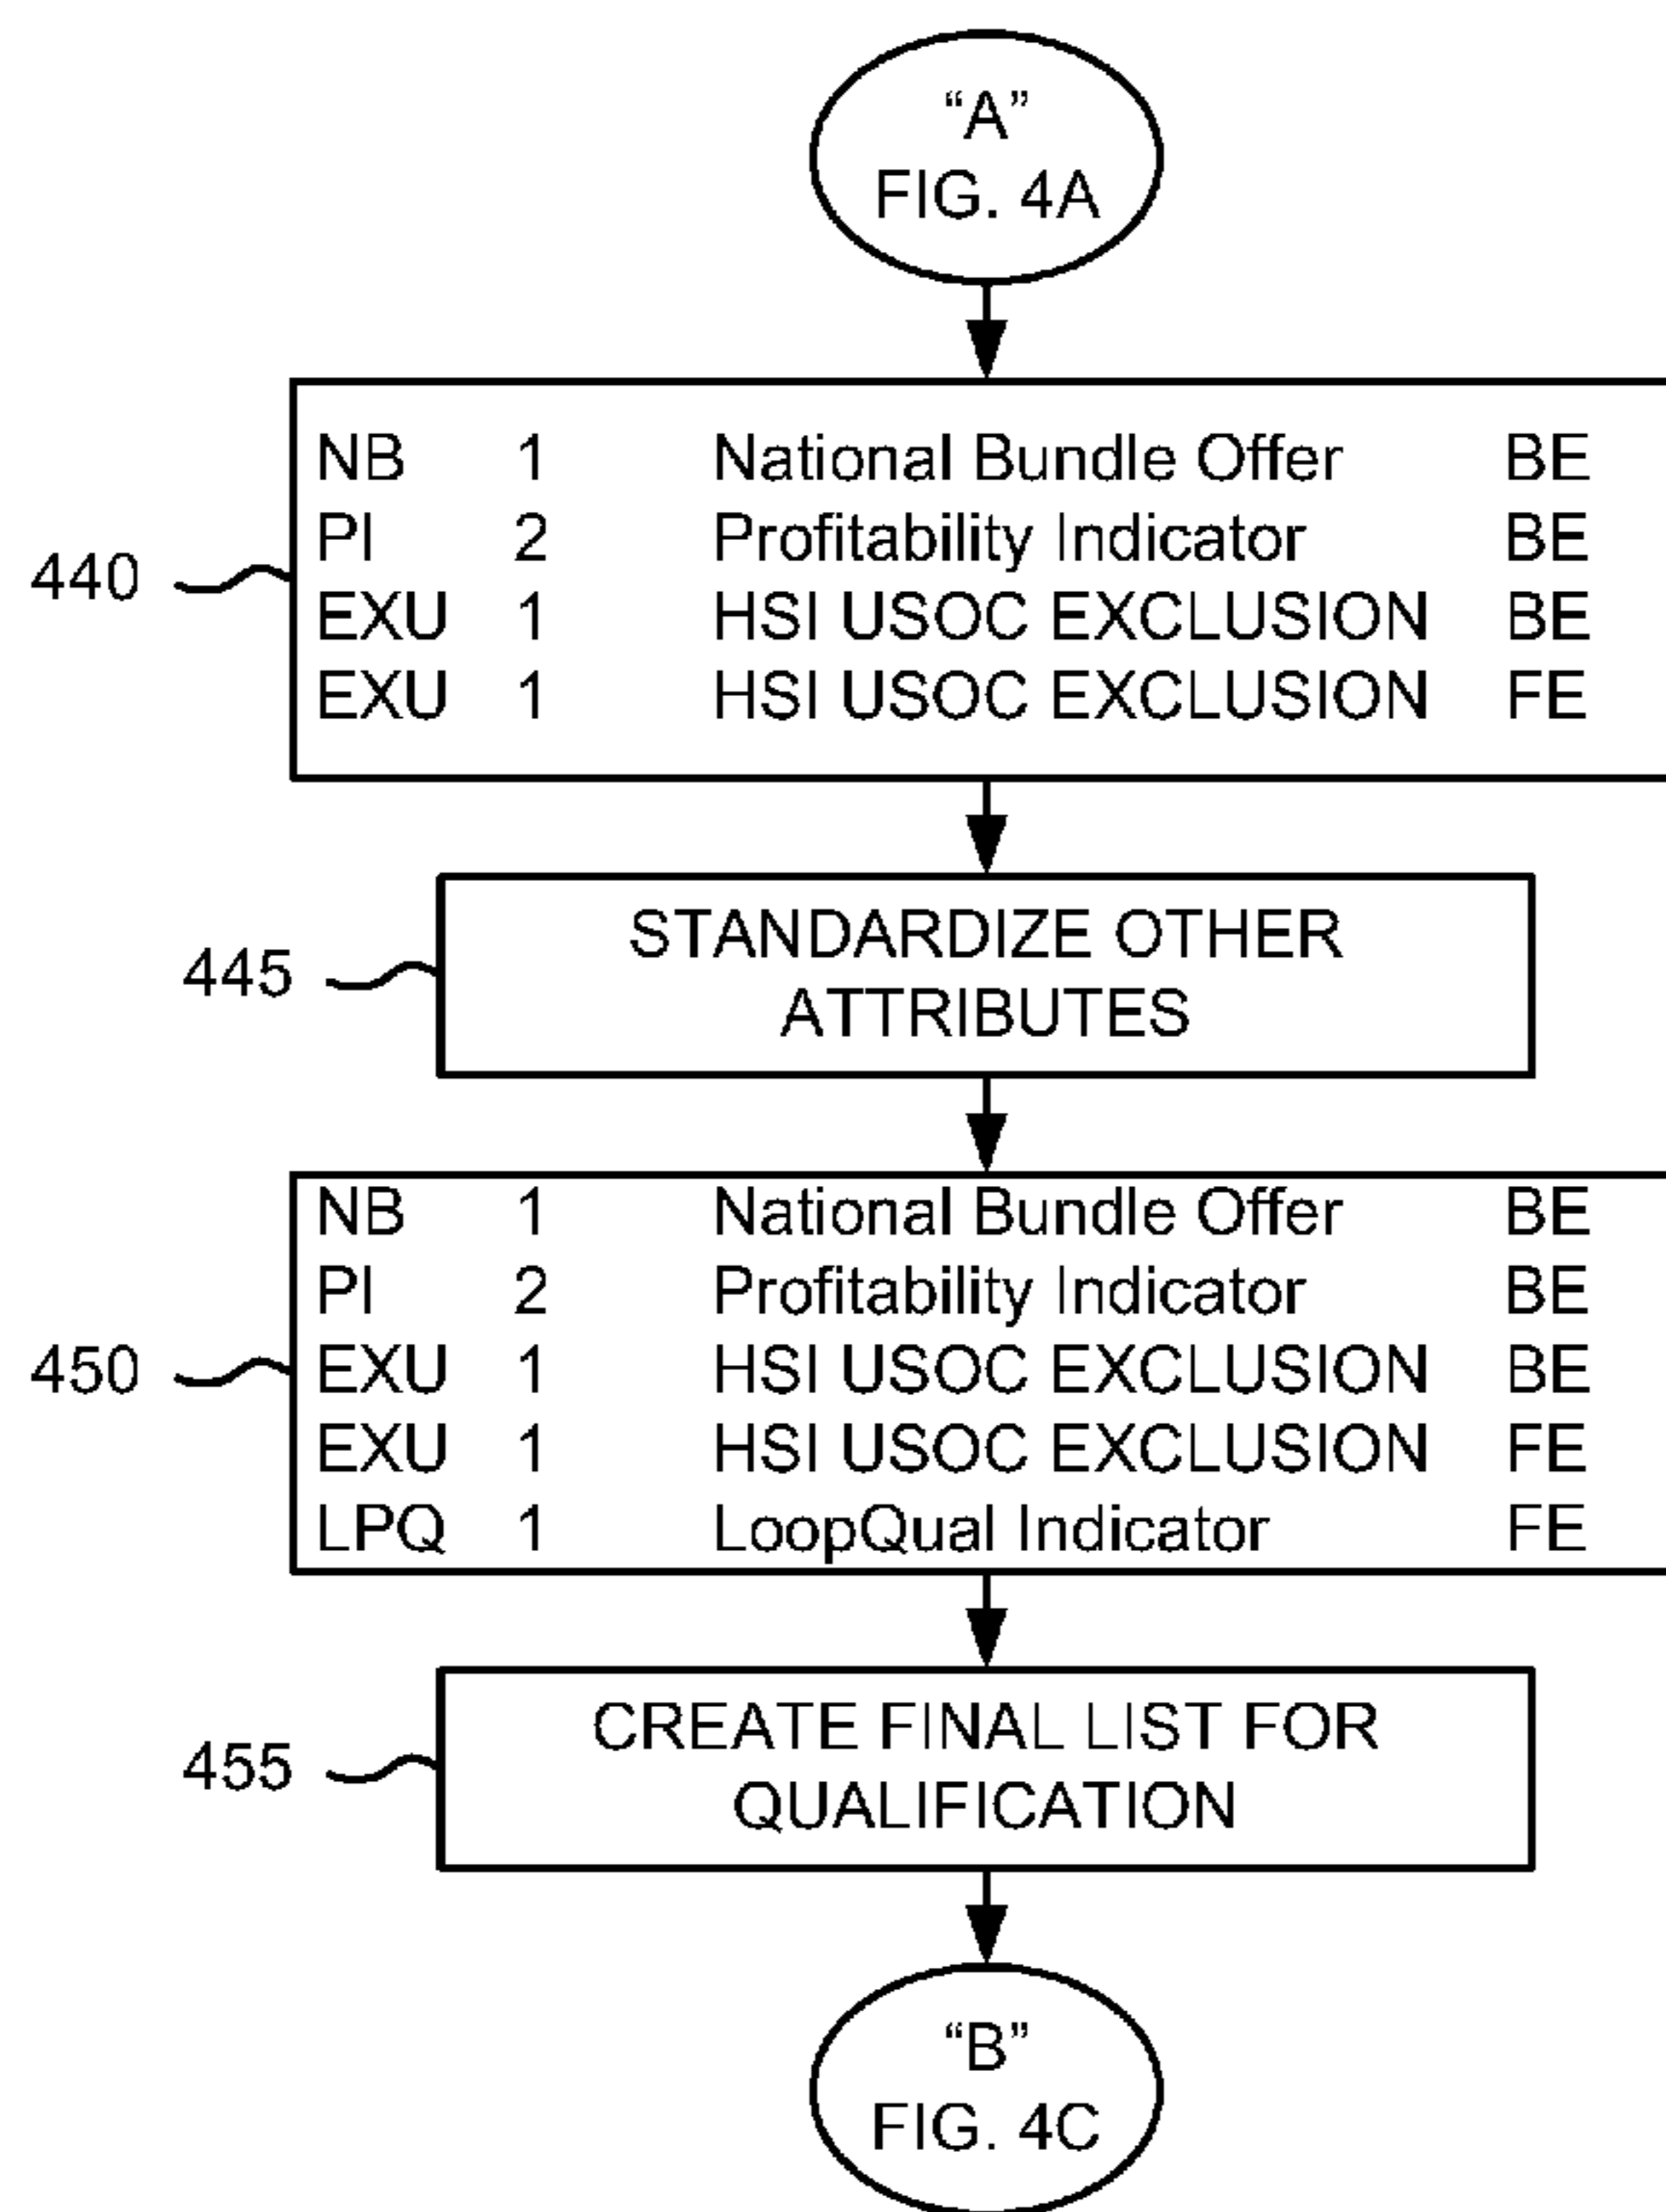 “A”
FIG. 4A
NB 1 National Bundle Offer BE
PI 2 Profitability Indicator BE
440
EXU 1 HSI USOC EXCLUSION BE
EXU 1 HSI USOC EXCLUSION FE
STANDARDIZE OTHER
445
ATTRIBUTES
NB 1 National Bundle Offer BE
PI 2 Profitability Indicator BE
450
EXU 1 HSI USOC EXCLUSION BE
EXU 1 HSI USOC EXCLUSION FE
LPQ 1 LoopQual Indicator FE
CREATE FINAL LIST FOR
455
QUALIFICATION
“B”
FIG. 4C